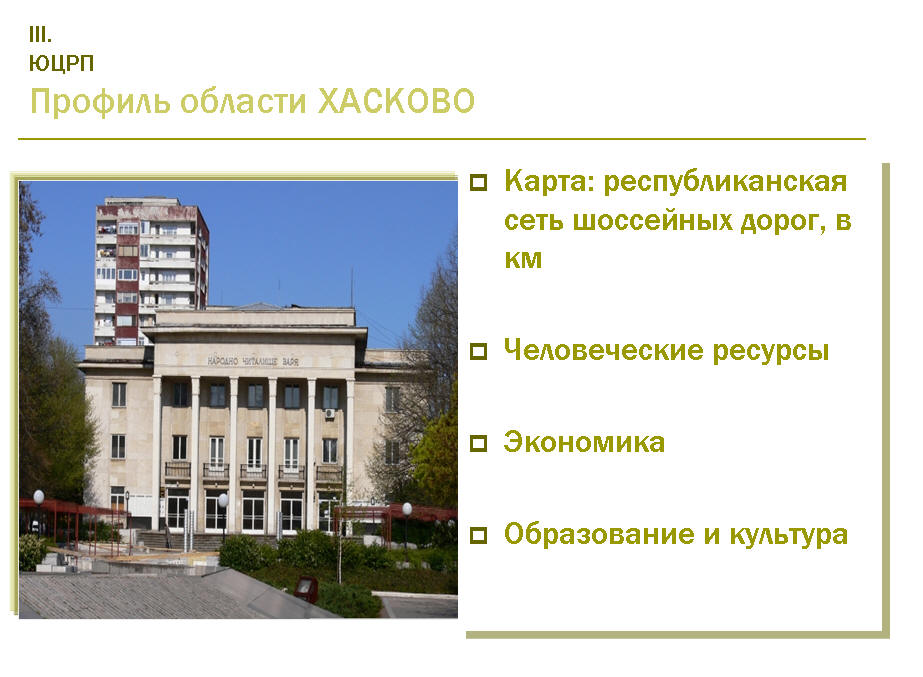 III.
ЮЦРП
Профиль области ХАСКОВО
Карта: республиканская
сеть шоссейных дорог, в
км
Человеческие ресурсы
Экономика
Образование и культура
НАРОДНО ЧИТАЛИЩЕ ЗАРЯ